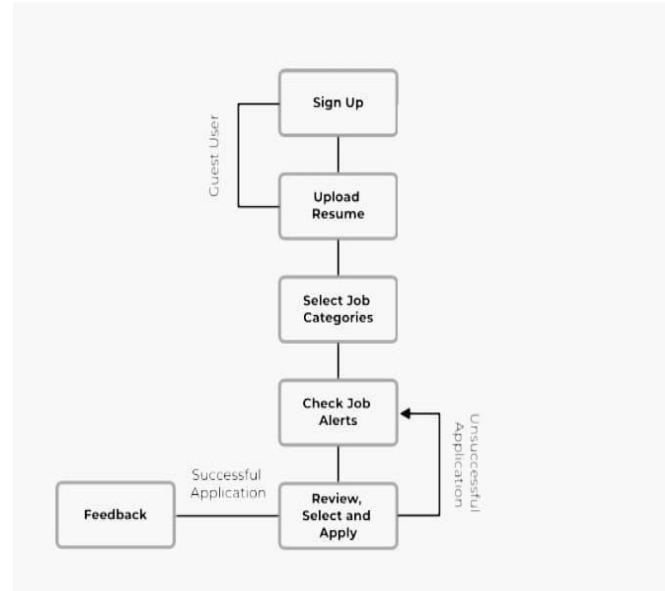 Sign Up
Guest User
Upload
Resume
Select Job
Categories
Check Job
Alerts
Unsuccessful
Application
Successful
Application
Feedback
Review,
Select and
Apply